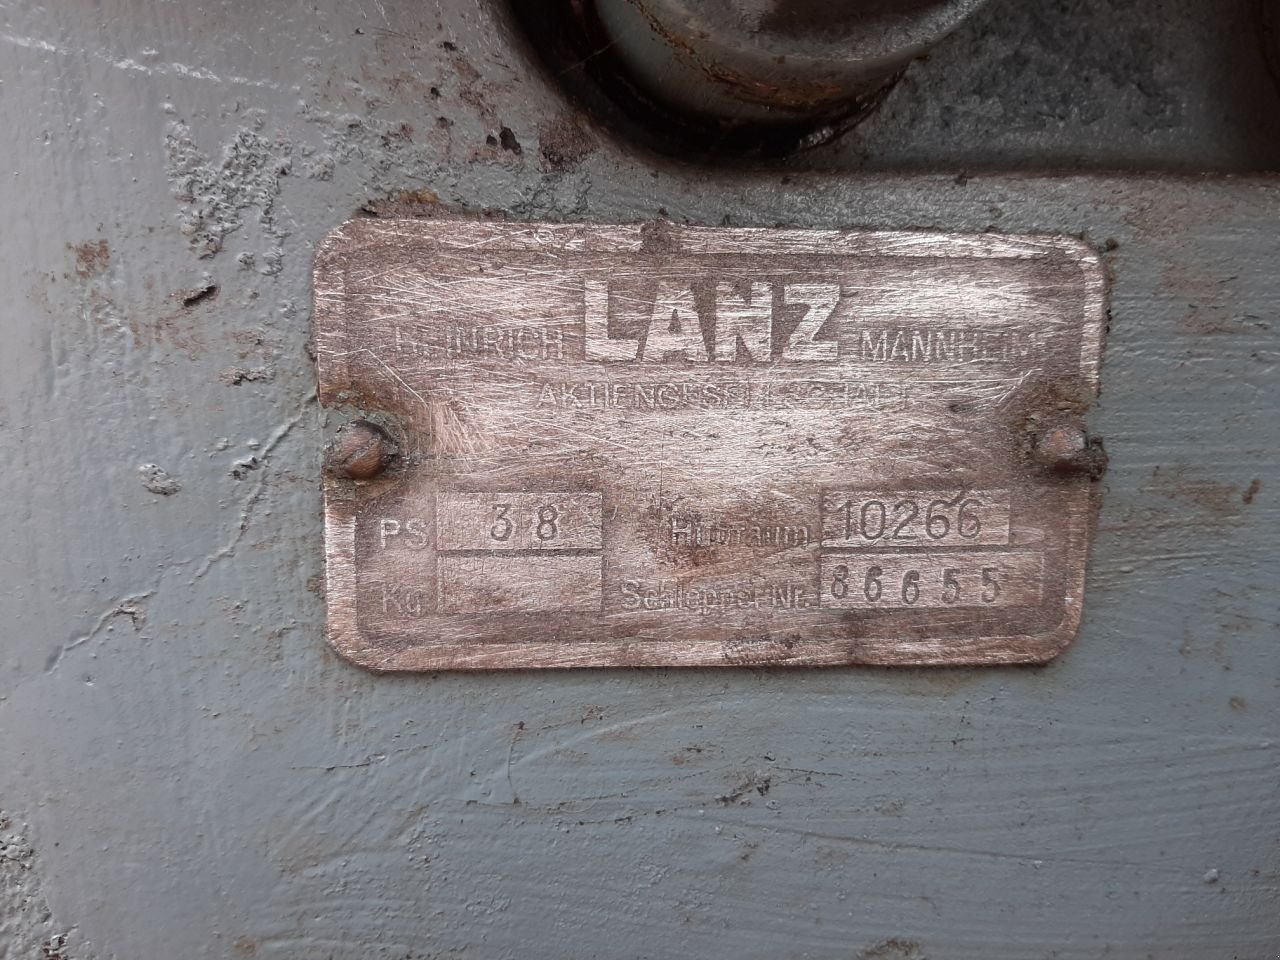 HEINRICH LANZ MANNHEIM
AKTIENGESELLSCHAFT
PS 38 Hubraum 10266
Kg Schlepper-Nr. 86655